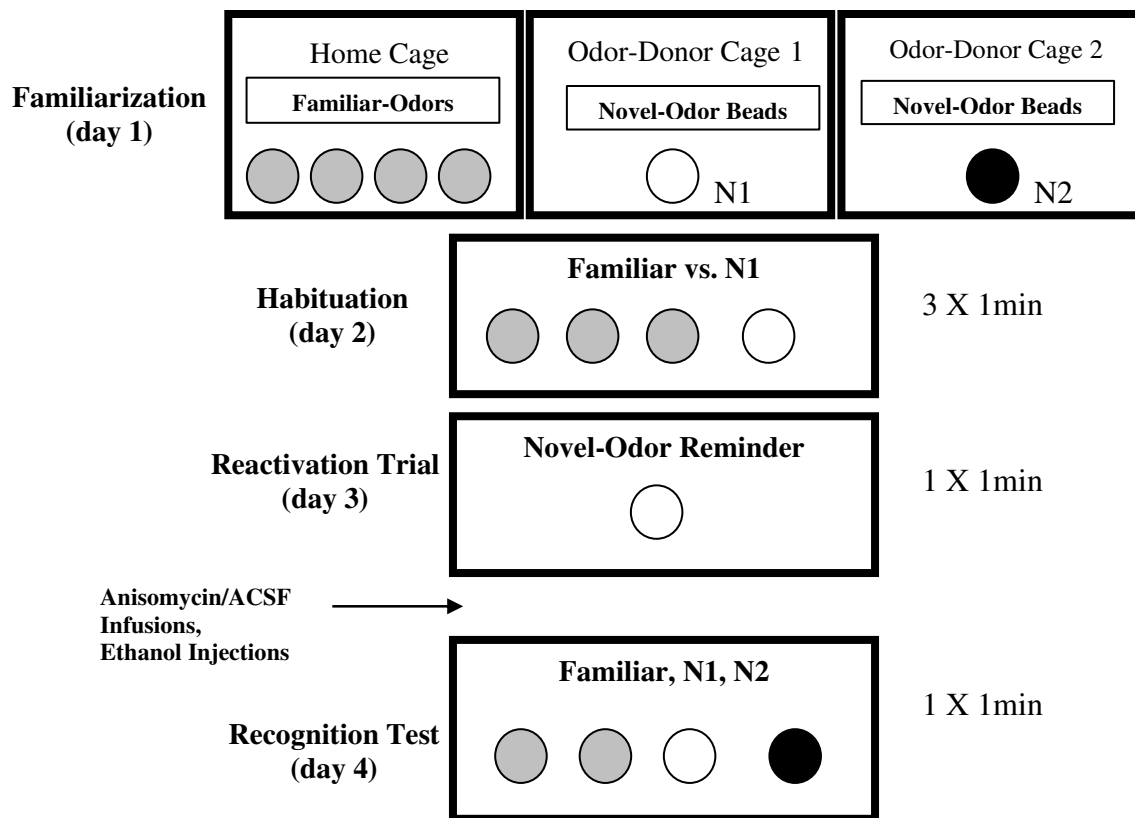 Familiarization
(day 1)
Home Cage
Familiar-Odors
Odor-Donor Cage 1
Novel-Odor Beads
N1
Odor-Donor Cage 2
Novel-Odor Beads
N2
Habituation
(day 2)
Familiar vs. N1
3 X 1min
Reactivation Trial
(day 3)
Novel-Odor Reminder
1 X 1min
Anisomycin/ACSF
Infusions,
Ethanol Injections
Recognition Test
(day 4)
Familiar, N1, N2
1 X 1min